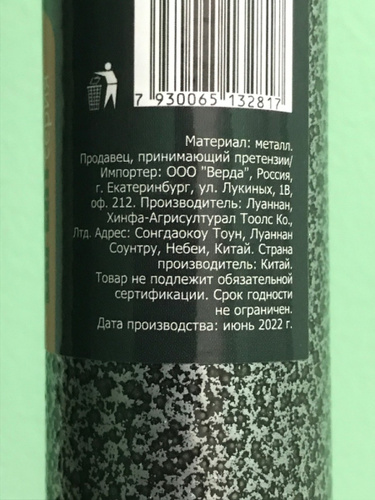 серия
7 930065 132817
Материал: металл.
Продавец, принимающий претензии/
Импортер: ООО "Верда", Россия,
г. Екатеринбург, ул. Лукиных, 1В,
оф. 212. Производитель: Луаннан,
Хинфа-Агрисултурал Тоолс Ко.,
Лтд. Адрес: Сонгдаокоу Тоун, Луаннан
Соунтру, Небеи, Китай. Страна
производитель: Китай.
Товар не подлежит обязательной
сертификации. Срок годности
не ограничен.
Дата производства: июнь 2022 г.